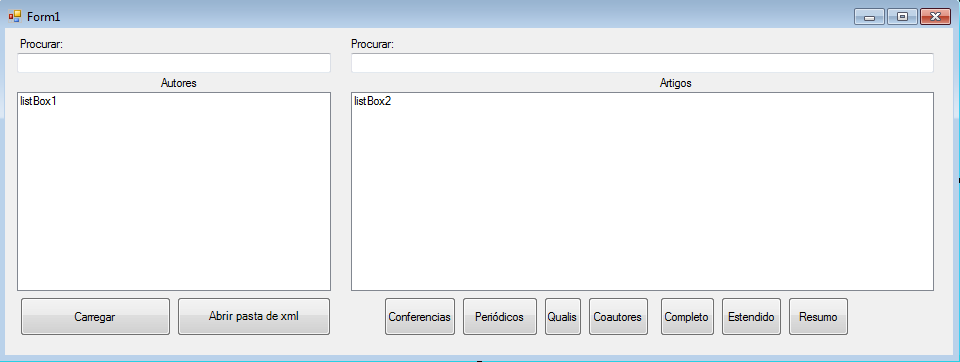 Form1
Procurar:
Procurar:
Autores
Artigos
listBox1
listBox2
Carregar
Abrir pasta de xml
Conferencias
Periódicos
Qualis
Coautores
Completo
Estendido
Resumo